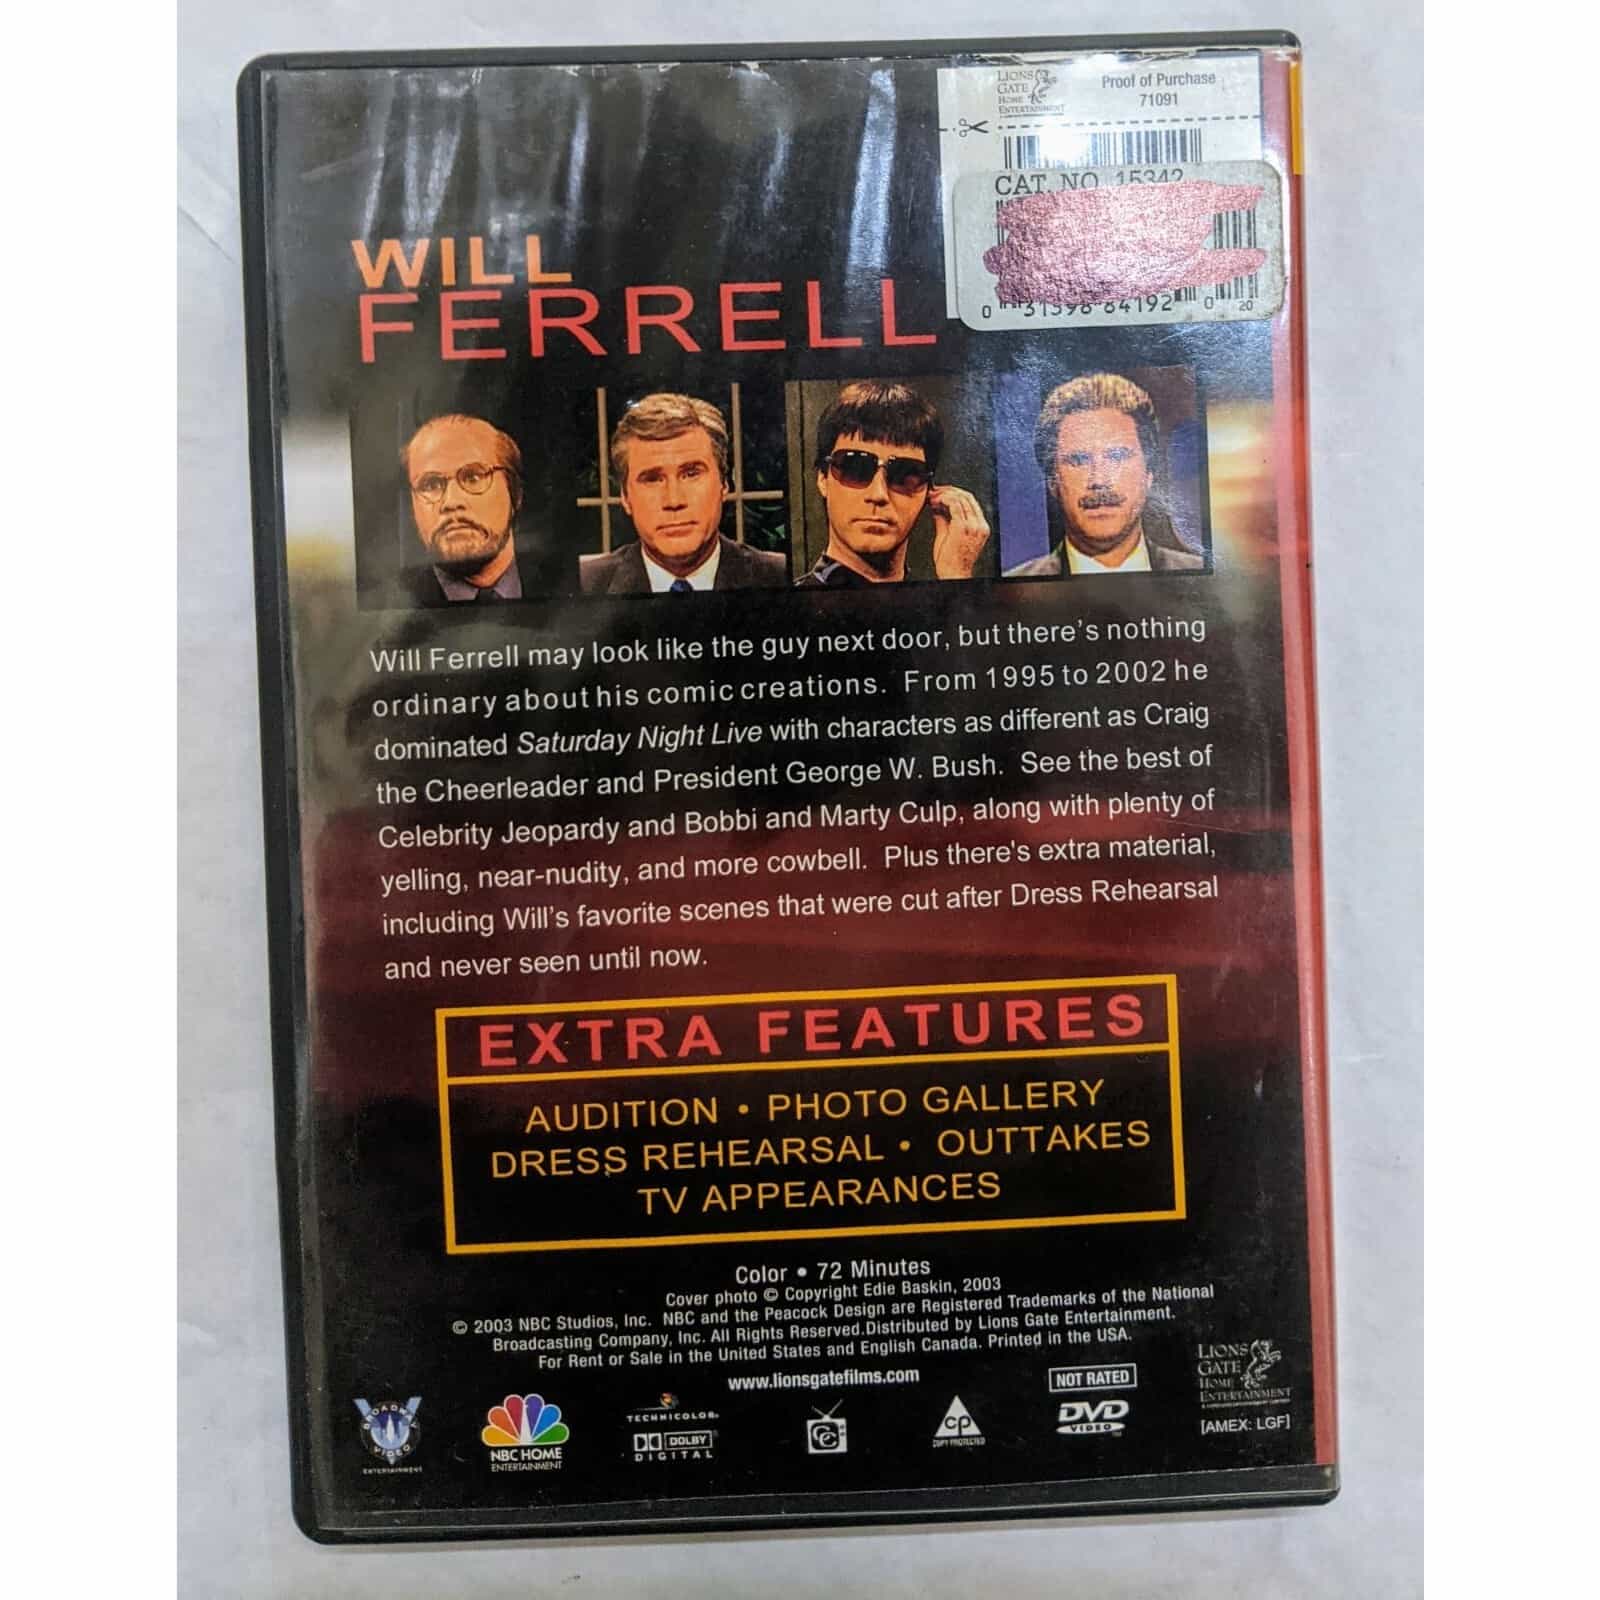 LIONS
GATE
HOME
ENTERTAINMENT
Proof of Purchase
71091
CAT. NO. 15342
0 31398 84192 0 20
WILL
FERRELL
Will Ferrell may look like the guy next door, but there's nothing
ordinary about his comic creations. From 1995 to 2002 he
dominated Saturday Night Live with characters as different as Craig
the Cheerleader and President George W. Bush. See the best of
Celebrity Jeopardy and Bobbi and Marty Culp, along with plenty of
yelling, near-nudity, and more cowbell. Plus there's extra material,
including Will's favorite scenes that were cut after Dress Rehearsal
and never seen until now.
EXTRA FEATURES
AUDITION • PHOTO GALLERY
DRESS REHEARSAL • OUTTAKES
TV APPEARANCES
Color • 72 Minutes
Cover photo © Copyright Edie Baskin, 2003
© 2003 NBC Studios, Inc. NBC and the Peacock Design are Registered Trademarks of the National
Broadcasting Company, Inc. All Rights Reserved.Distributed by Lions Gate Entertainment.
For Rent or Sale in the United States and English Canada. Printed in the USA.
www.lionsgatefilms.com
BROADWAY
VIDEO
ENTERTAINMENT
NBC HOME
ENTERTAINMENT
TECHNICOLOR®
DOLBY
DIGITAL
CC
CP
COPY PROTECTED
NOT RATED
DVD
VIDEO™
LIONS
GATE
HOME
ENTERTAINMENT
[AMEX: LGF]